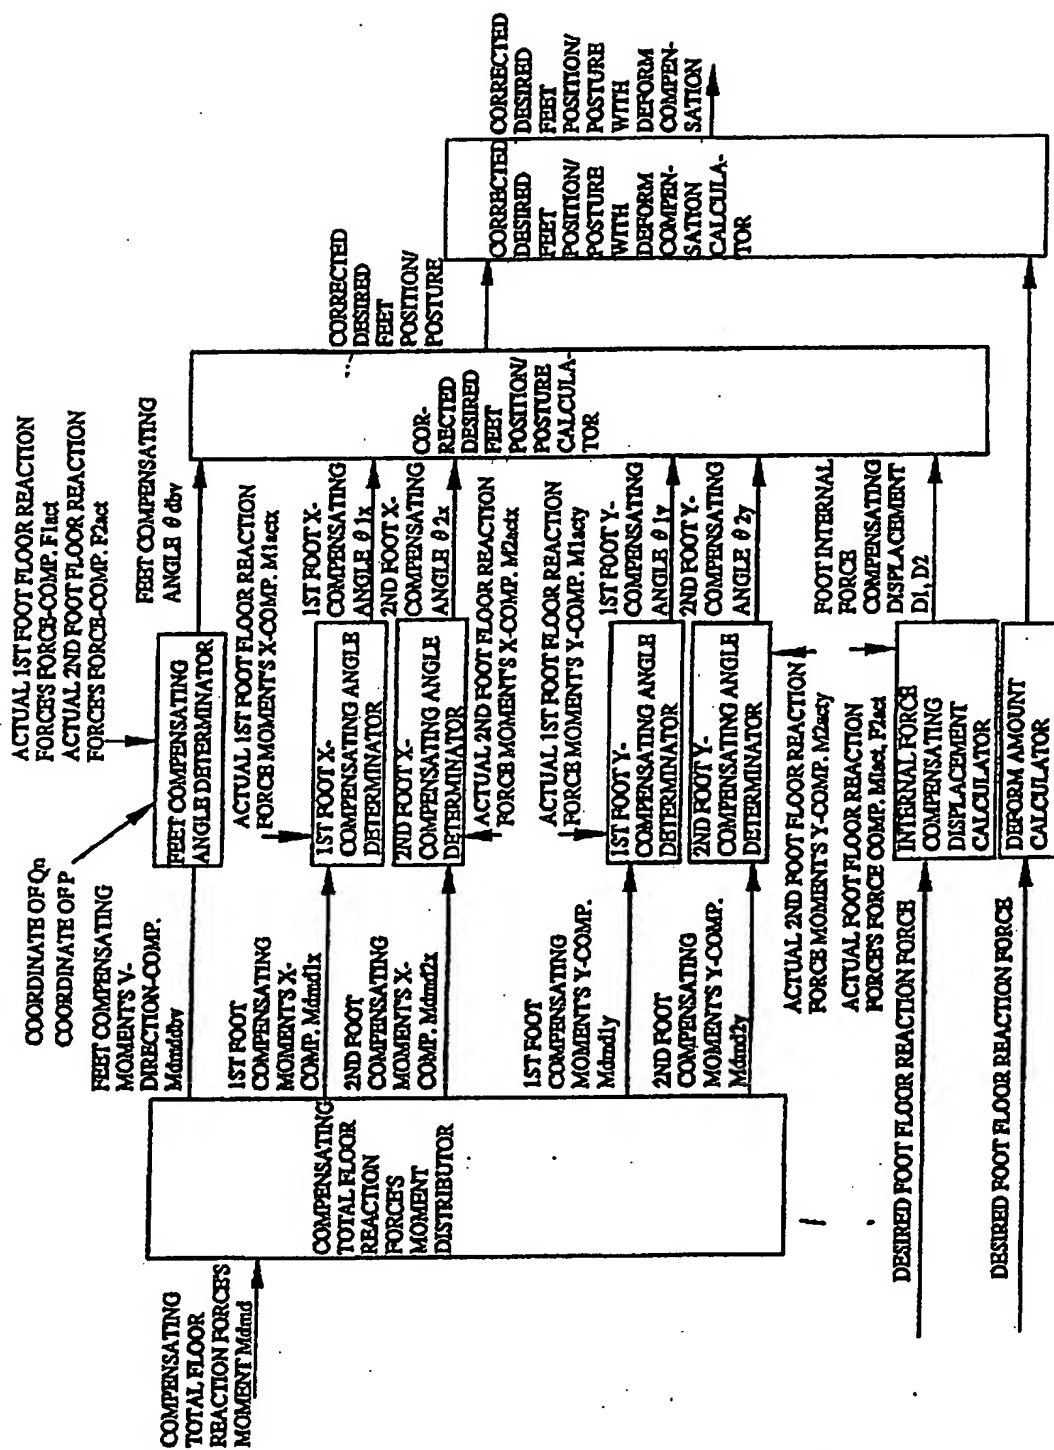 COMPENSATING
TOTAL FLOOR
REACTION FORCE'S
MOMENT Mdmd
COMPENSATING
TOTAL FLOOR
REACTION
FORCE'S
MOMENT
DISTRIBUTOR
COORDINATE OF Qn
COORDINATE OF P
FEET COMPENSATING
MOMENT'S V-
DIRECTION-COMP.
Mdmddbv
1ST FOOT
COMPENSATING
MOMENT'S X-
COMP. Mdmd1x
2ND FOOT
COMPENSATING
MOMENT'S X-
COMP. Mdmd2x
1ST FOOT
COMPENSATING
MOMENT'S Y-COMP.
Mdmd1y
2ND FOOT
COMPENSATING
MOMENT'S Y-COMP.
Mdmd2y
DESIRED FOOT FLOOR REACTION FORCE
DESIRED FOOT FLOOR REACTION FORCE
ACTUAL 1ST FOOT FLOOR REACTION
FORCE'S FORCE-COMP. F1act
ACTUAL 2ND FOOT FLOOR REACTION
FORCE'S FORCE-COMP. F2act
FEET COMPENSATING
ANGLE DETERMINATOR
ACTUAL 1ST FOOT FLOOR REACTION
FORCE MOMENT'S X-COMP. M1actx
1ST FOOT X-
COMPENSATING ANGLE
DETERMINATOR
2ND FOOT X-
COMPENSATING ANGLE
DETERMINATOR
ACTUAL 2ND FOOT FLOOR REACTION
FORCE MOMENT'S X-COMP. M2actx
ACTUAL 1ST FOOT FLOOR REACTION
FORCE MOMENT'S Y-COMP. M1acty
1ST FOOT Y-
COMPENSATING ANGLE
DETERMINATOR
2ND FOOT Y-
COMPENSATING ANGLE
DETERMINATOR
ACTUAL 2ND FOOT FLOOR REACTION
FORCE MOMENT'S Y-COMP. M2acty
ACTUAL FOOT FLOOR REACTION
FORCE'S FORCE COMP. M1act, F2act
INTERNAL FORCE
COMPENSATING
DISPLACEMENT
CALCULATOR
DEFORM AMOUNT
CALCULATOR
FEET COMPENSATING
ANGLE θ dbv
1ST FOOT X-
COMPENSATING
ANGLE θ 1x
2ND FOOT X-
COMPENSATING
ANGLE θ 2x
1ST FOOT Y-
COMPENSATING
ANGLE θ 1y
2ND FOOT Y-
COMPENSATING
ANGLE θ 2y
FOOT INTERNAL
FORCE
COMPENSATING
DISPLACEMENT
D1, D2
COR-
RECTED
DESIRED
FEET
POSITION/
POSTURE
CALCULA-
TOR
CORRECTED
DESIRED
FEET
POSITION/
POSTURE
CORRECTED
DESIRED
FEET
POSITION/
POSTURE
WITH
DEFORM
COMPEN-
SATION
CALCULA-
TOR
CORRECTED
DESIRED
FEET
POSITION/
POSTURE
WITH
DEFORM
COMPEN-
SATION